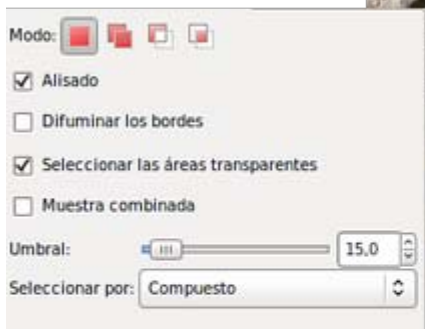 Modo:
Alisado
Difuminar los bordes
Seleccionar las áreas transparentes
Muestra combinada
Umbral: 15,0
Seleccionar por: Compuesto